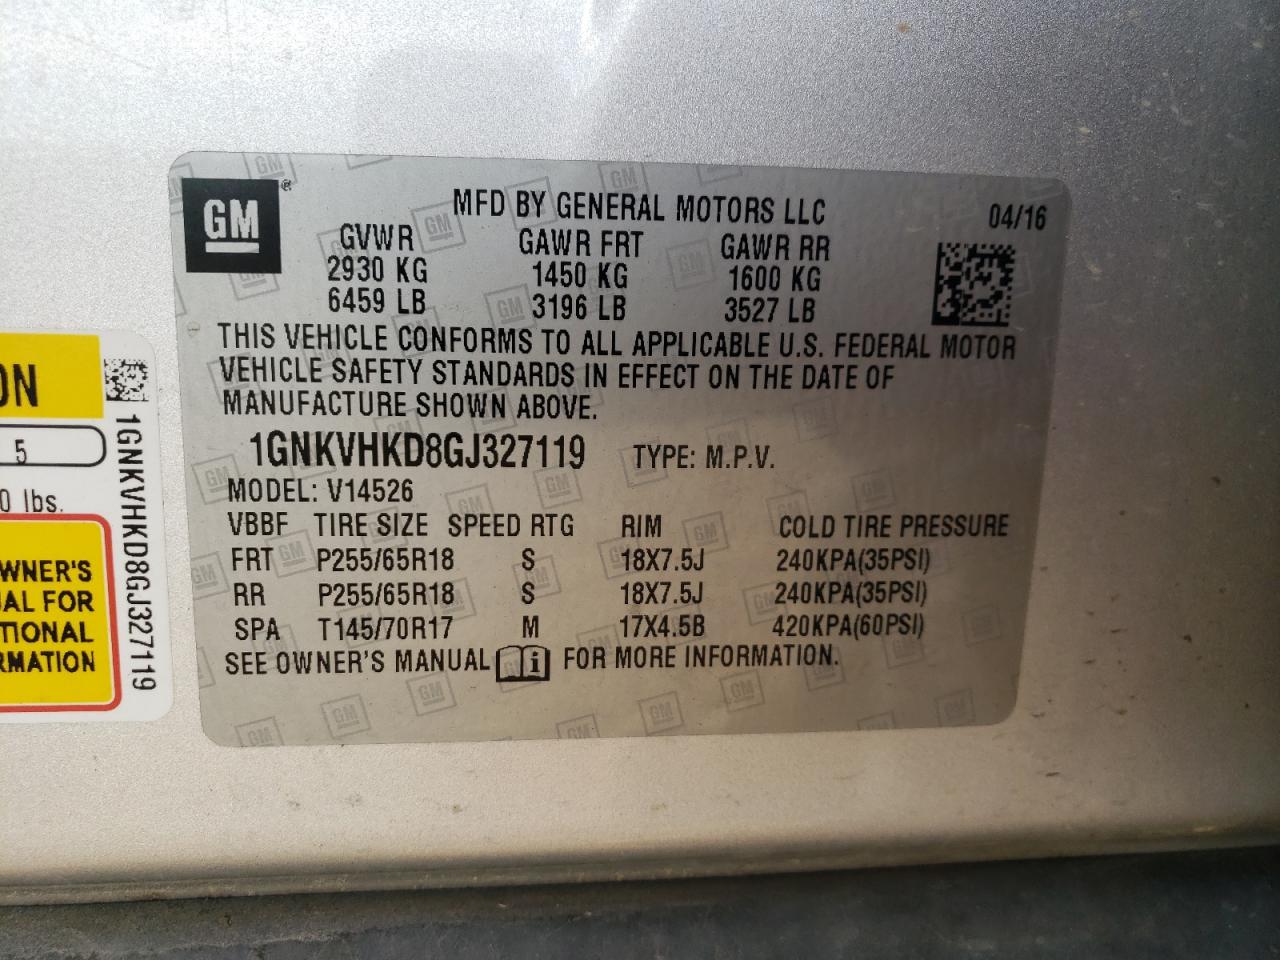 GM
®
MFD BY GENERAL MOTORS LLC
04/16
GVWR GAWR FRT GAWR RR
2930 KG 1450 KG 1600 KG
6459 LB 3196 LB 3527 LB
THIS VEHICLE CONFORMS TO ALL APPLICABLE U.S. FEDERAL MOTOR
VEHICLE SAFETY STANDARDS IN EFFECT ON THE DATE OF
MANUFACTURE SHOWN ABOVE.
1GNKVHKD8GJ327119 TYPE: M.P.V.
MODEL: V14526
VBBF TIRE SIZE SPEED RTG RIM COLD TIRE PRESSURE
FRT P255/65R18 S 18X7.5J 240KPA(35PSI)
RR P255/65R18 S 18X7.5J 240KPA(35PSI)
SPA T145/70R17 M 17X4.5B 420KPA(60PSI)
SEE OWNER'S MANUAL i FOR MORE INFORMATION.
ON
5
0 lbs.
WNER'S
AL FOR
TIONAL
RMATION
1GNKVHKD8GJ327119